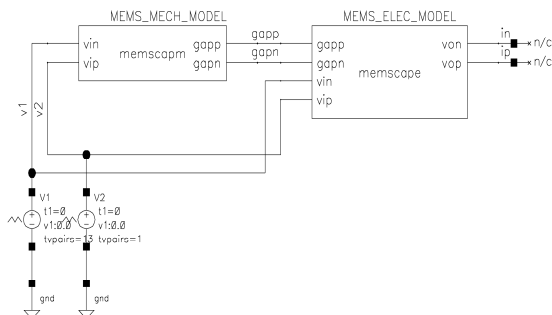 MEMS_MECH_MODEL
MEMS_ELEC_MODEL
vin
vip
memscapm
gapp
gapn
gapp
gapn
gapp
gapn
vin
vip
memscape
von
vop
in
ip
n/c
n/c
v1
v2
V1
t1=0
v1:0.0
tvpairs=13
V2
t1=0
v1:0.0
tvpairs=1
gnd
gnd